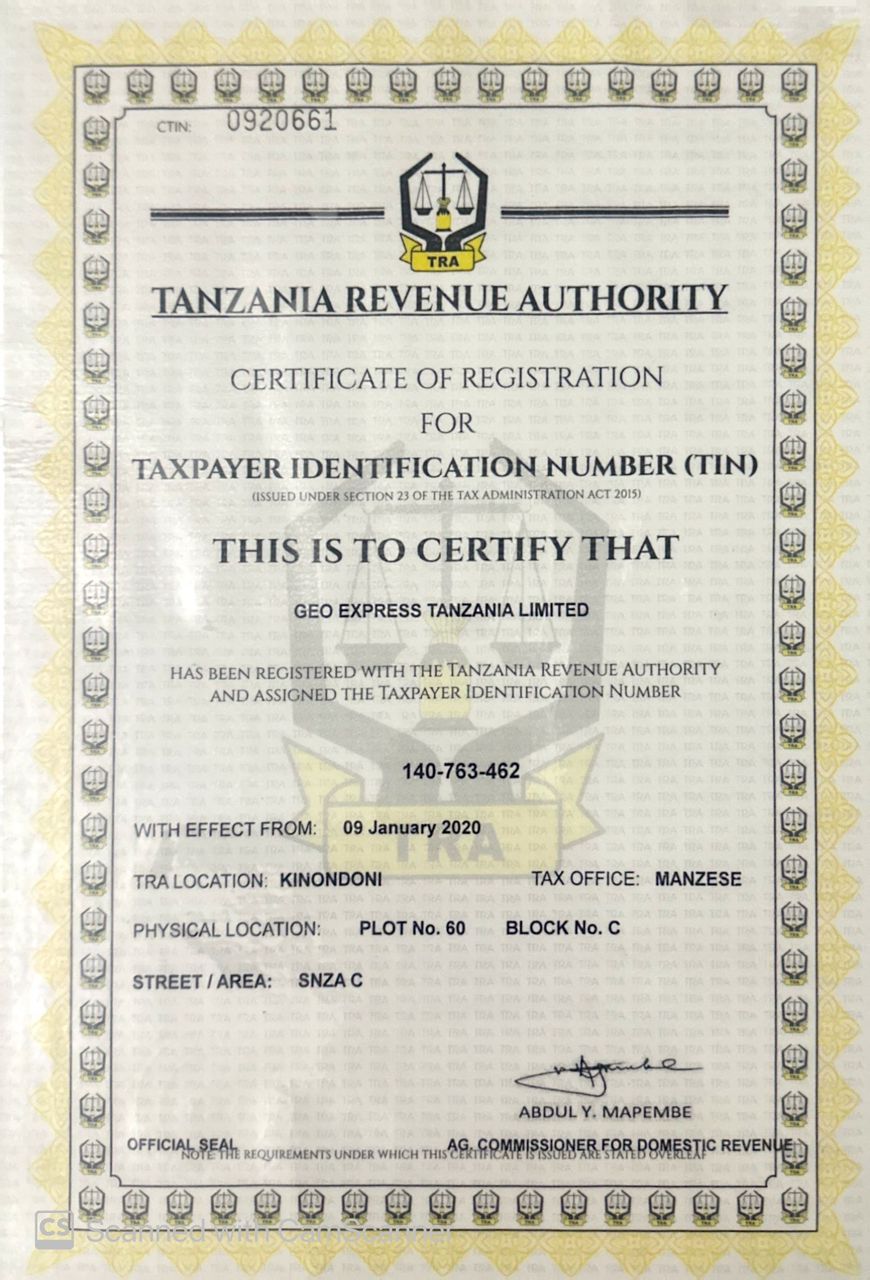 CTIN: 0920661
TRA
TANZANIA REVENUE AUTHORITY
CERTIFICATE OF REGISTRATION
FOR
TAXPAYER IDENTIFICATION NUMBER (TIN)
(ISSUED UNDER SECTION 23 OF THE TAX ADMINISTRATION ACT 2015)
THIS IS TO CERTIFY THAT
GEO EXPRESS TANZANIA LIMITED
HAS BEEN REGISTERED WITH THE TANZANIA REVENUE AUTHORITY
AND ASSIGNED THE TAXPAYER IDENTIFICATION NUMBER
140-763-462
WITH EFFECT FROM: 09 January 2020
TRA
TRA LOCATION: KINONDONI TAX OFFICE: MANZESE
PHYSICAL LOCATION: PLOT No. 60 BLOCK No. C
STREET / AREA: SNZA C
ABDUL Y. MAPEMBE
OFFICIAL SEAL AG. COMMISSIONER FOR DOMESTIC REVENUE
NOTE: THE REQUIREMENTS UNDER WHICH THIS CERTIFICATE IS ISSUED ARE STATED OVERLEAF
CS Scanned with CamScanner